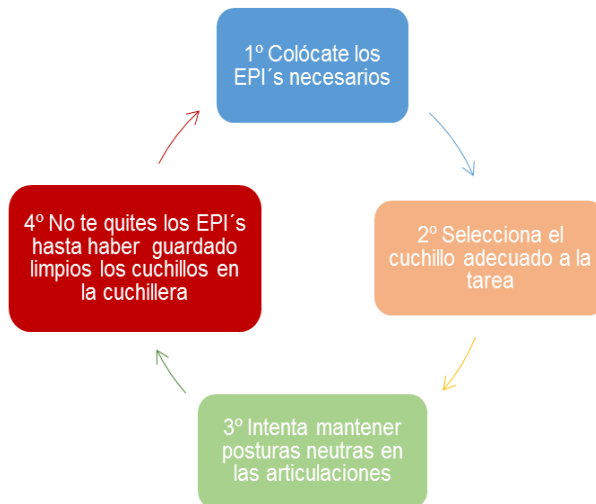 1º Colócate los
EPI´s necesarios
2º Selecciona el
cuchillo adecuado a la
tarea
3º Intenta mantener
posturas neutras en
las articulaciones
4º No te quites los EPI´s
hasta haber guardado
limpios los cuchillos en
la cuchillera